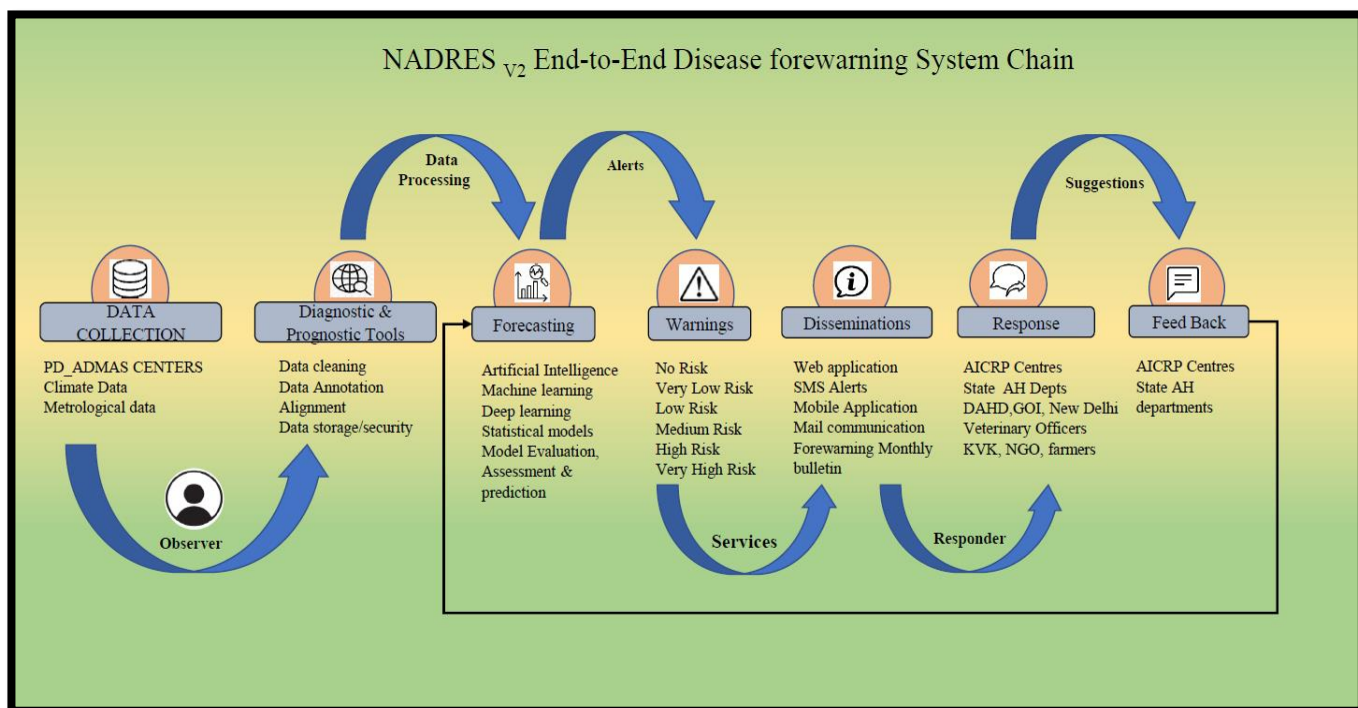 NADRES V2 End-to-End Disease forewarning System Chain
Data
Processing
Alerts
Suggestions
DATA
COLLECTION
PD_ADMAS CENTERS
Climate Data
Metrological data
Observer
Diagnostic &
Prognostic Tools
Data cleaning
Data Annotation
Alignment
Data storage/security
Forecasting
Artificial Intelligence
Machine learning
Deep learning
Statistical models
Model Evaluation,
Assessment &
prediction
Warnings
No Risk
Very Low Risk
Low Risk
Medium Risk
High Risk
Very High Risk
Services
Disseminations
Web application
SMS Alerts
Mobile Application
Mail communication
Forewarning Monthly
bulletin
Responder
Response
AICRP Centres
State AH Depts
DAHD,GOI, New Delhi
Veterinary Officers
KVK, NGO, farmers
Feed Back
AICRP Centres
State AH
departments